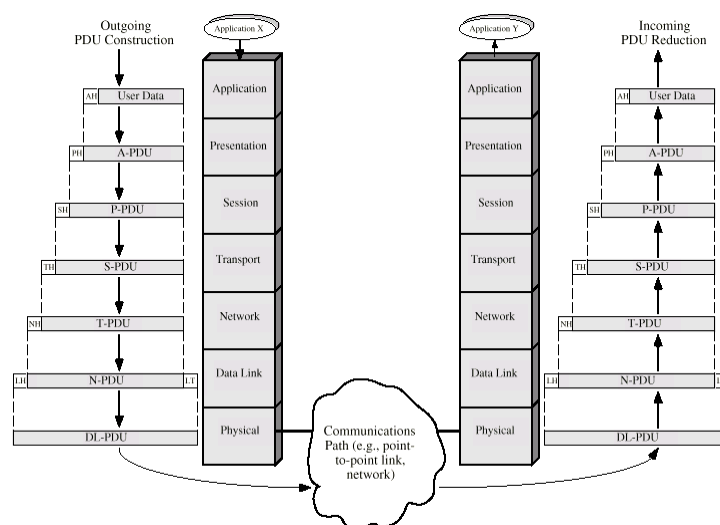 Outgoing
PDU Construction
Application X
Application Y
Incoming
PDU Reduction
AH User Data
Application
Application
AH User Data
PH A-PDU
Presentation
Presentation
PH A-PDU
SH P-PDU
Session
Session
SH P-PDU
TH S-PDU
Transport
Transport
TH S-PDU
NH T-PDU
Network
Network
NH T-PDU
LH N-PDU LT
Data Link
Data Link
LH N-PDU
DL-PDU
Physical
Communications
Path (e.g., point-
to-point link,
network)
Physical
DL-PDU